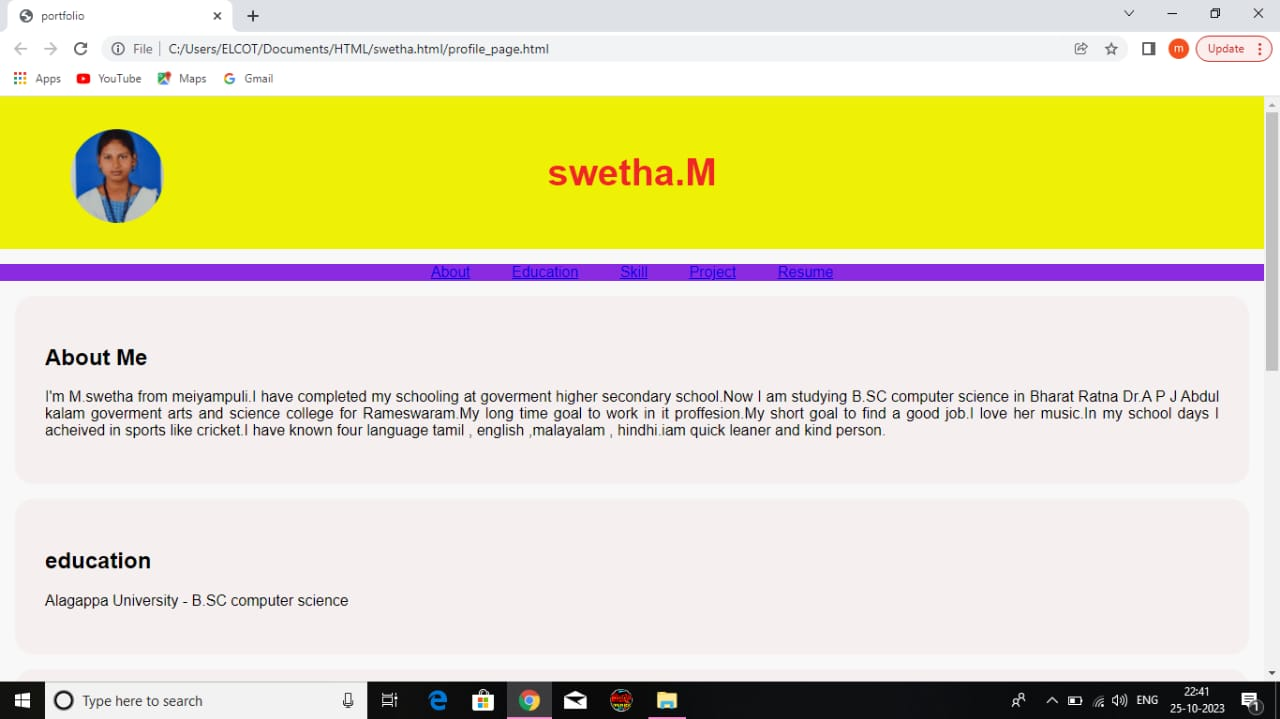 portfolio
File C:/Users/ELCOT/Documents/HTML/swetha.html/profile_page.html
m
Update
Apps YouTube Maps Gmail
swetha.M
About Education Skill Project Resume
About Me
I'm M.swetha from meiyampuli.I have completed my schooling at goverment higher secondary school.Now I am studying B.SC computer science in Bharat Ratna Dr.A P J Abdul
kalam goverment arts and science college for Rameswaram.My long time goal to work in it proffesion.My short goal to find a good job.I love her music.In my school days I
acheived in sports like cricket.I have known four language tamil , english ,malayalam , hindhi.iam quick leaner and kind person.
education
Alagappa University - B.SC computer science
Type here to search
ENG
22:41
25-10-2023
1